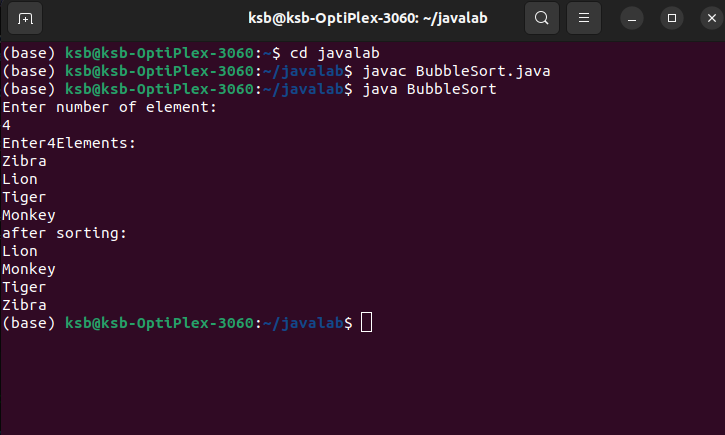 ksb@ksb-OptiPlex-3060: ~/javalab
(base) ksb@ksb-OptiPlex-3060:~$ cd javalab
(base) ksb@ksb-OptiPlex-3060:~/javalab$ javac BubbleSort.java
(base) ksb@ksb-OptiPlex-3060:~/javalab$ java BubbleSort
Enter number of element:
4
Enter4Elements:
Zibra
Lion
Tiger
Monkey
after sorting:
Lion
Monkey
Tiger
Zibra
(base) ksb@ksb-OptiPlex-3060:~/javalab$